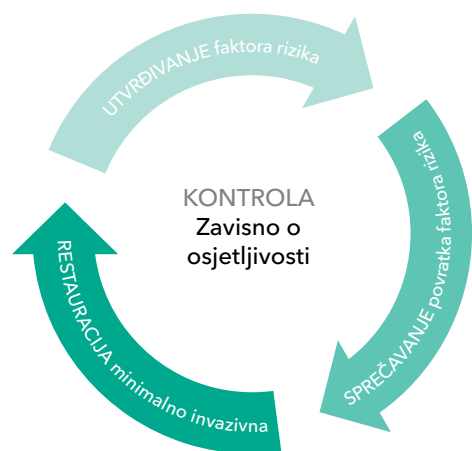 UTVRĐIVANJE faktora rizika
KONTROLA
Zavisno o
osjetljivosti
SPREČAVANJE povratka faktora rizika
RESTAURACIJA minimalno invazivna